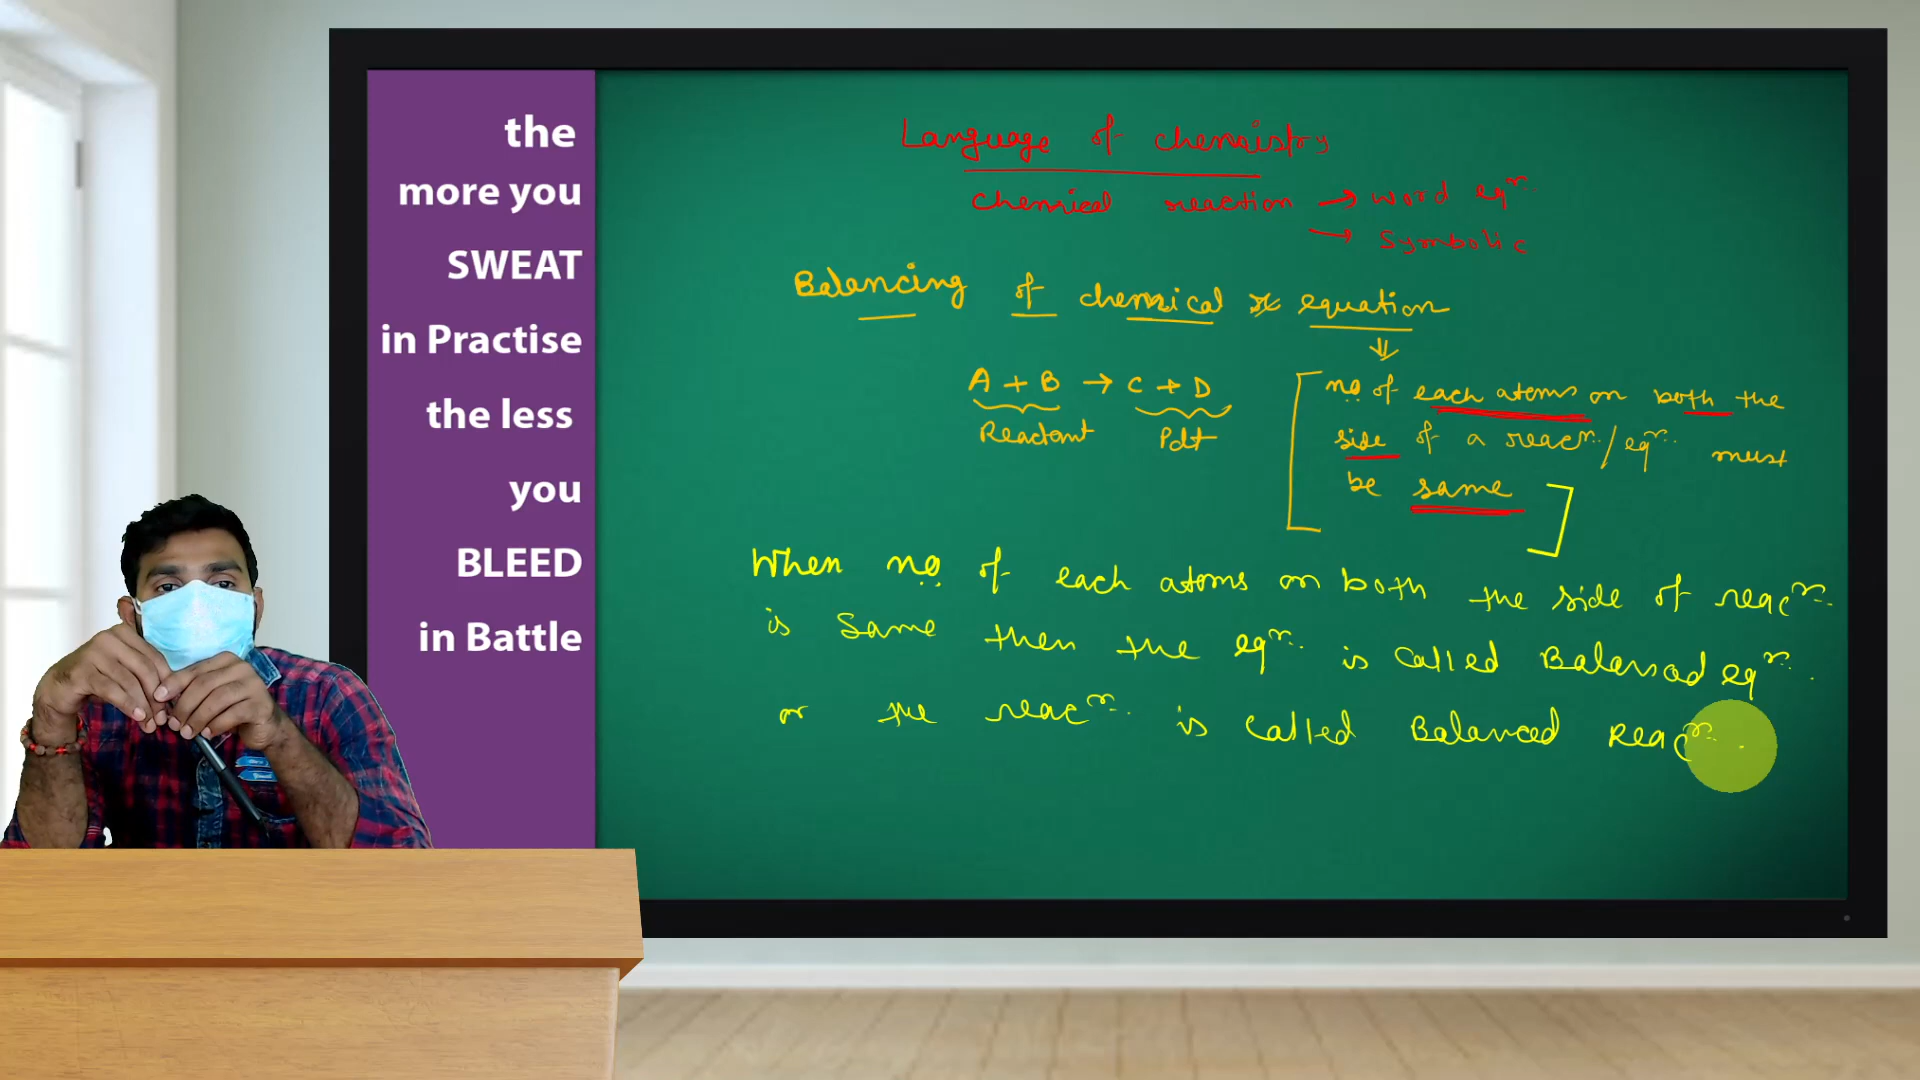 the
more you
SWEAT
in Practise
the less
you
BLEED
in Battle
Language of chemistry
Chemical reaction → word eqn.
→ Symbolic
Balancing of chemical equation
A + B → C + D
Reactant Pdt
no of each atoms on both the
side of a reacn./eqn. must
be same
When no of each atoms on both the side of reacn.
is same then the eqn. is called Balanced eqn.
or the reacn. is called Balanced Reacn.